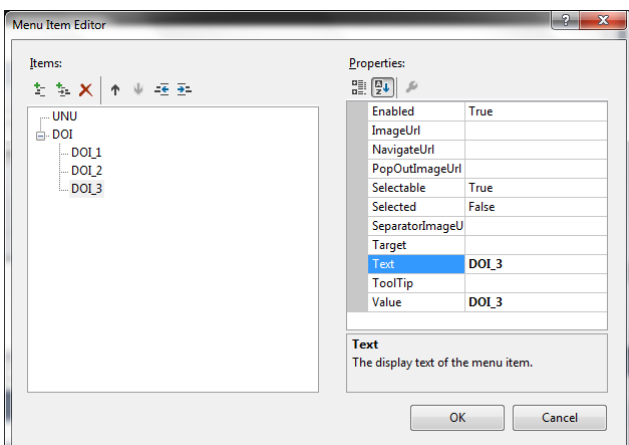 Menu Item Editor
?
X
Items:
UNU
DOI
DOI_1
DOI_2
DOI_3
Properties:
Enabled True
ImageUrl
NavigateUrl
PopOutImageUrl
Selectable True
Selected False
SeparatorImageU
Target
Text DOI_3
ToolTip
Value DOI_3
Text
The display text of the menu item.
OK
Cancel